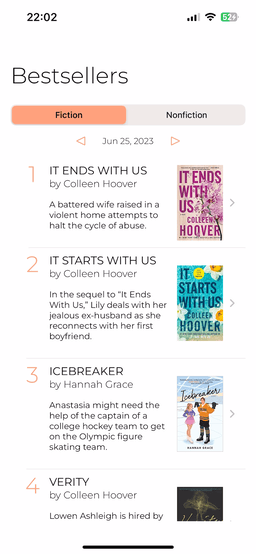 22:02
52
Bestsellers
Fiction
Nonfiction
Jun 25, 2023
1
IT ENDS WITH US
by Colleen Hoover
A battered wife raised in a
violent home attempts to
halt the cycle of abuse.
IT ENDS
WITH
US
COLLEEN
HOOVER
2
IT STARTS WITH US
by Colleen Hoover
In the sequel to “It Ends
With Us,” Lily deals with her
jealous ex-husband as she
reconnects with her first
boyfriend.
IT
STARTS
WITH US
COLLEEN
HOOVER
3
ICEBREAKER
by Hannah Grace
Anastasia might need the
help of the captain of a
college hockey team to get
on the Olympic figure
skating team.
Icebreaker
HANNAH GRACE
4
VERITY
by Colleen Hoover
Lowen Ashleigh is hired by